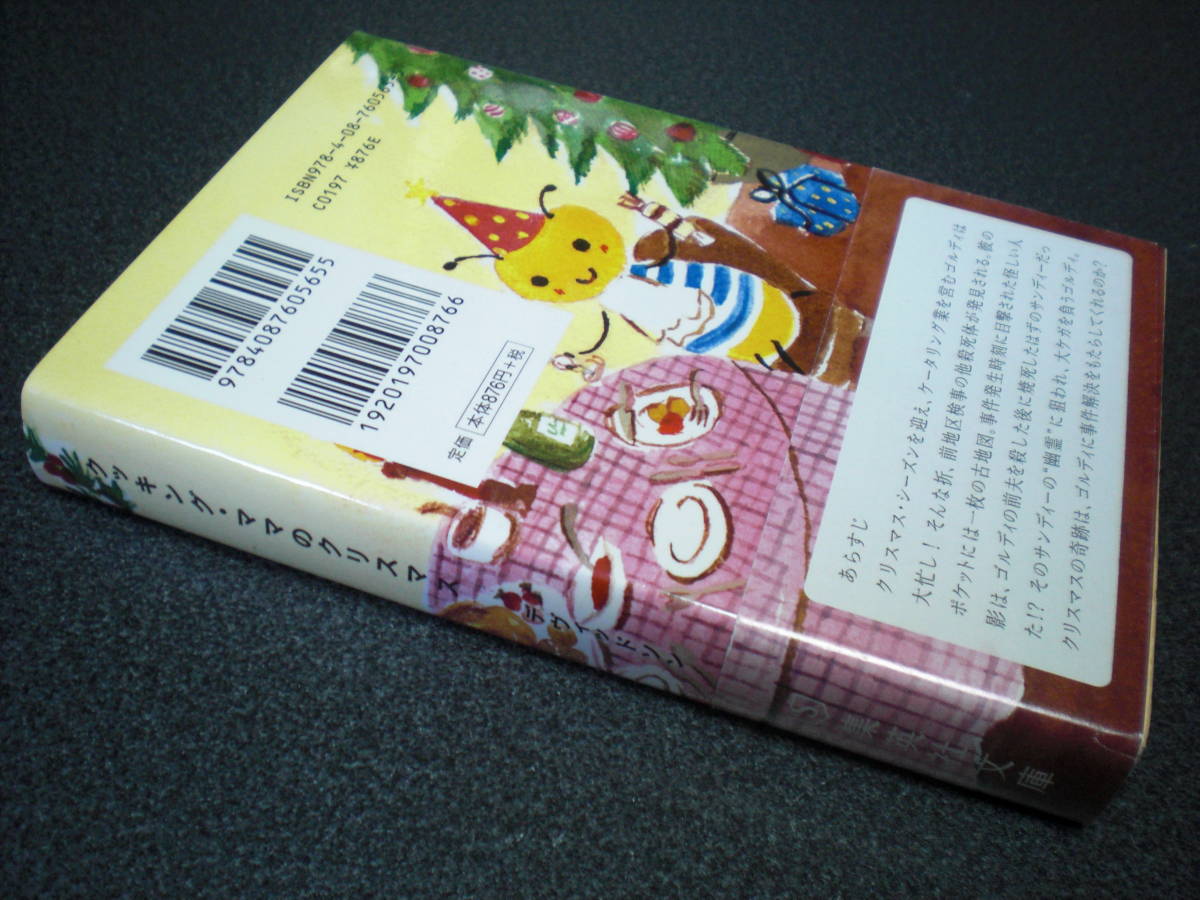 ISBN978-4-08-760565
C0197 ¥876E
9784087605655
1920197008766
定価 本体876円+税
クッキング・ママのクリスマス
デヴィッドソン
集英社文庫
あらすじ
クリスマス・シーズンを迎え、ケータリング業を営むゴルディは
大忙し!そんな折、前地区検事の他殺死体が発見される。彼の
ポケットには一枚の古地図。事件発生時刻に目撃された怪しい人
影は、ゴルディの前夫を殺した後に焼死したはずのサンディーだっ
た!?そのサンディーの“幽霊”に狙われ、大ケガを負うゴルディ。
クリスマスの奇跡は、ゴルディに事件解決をもたらしてくれるのか?